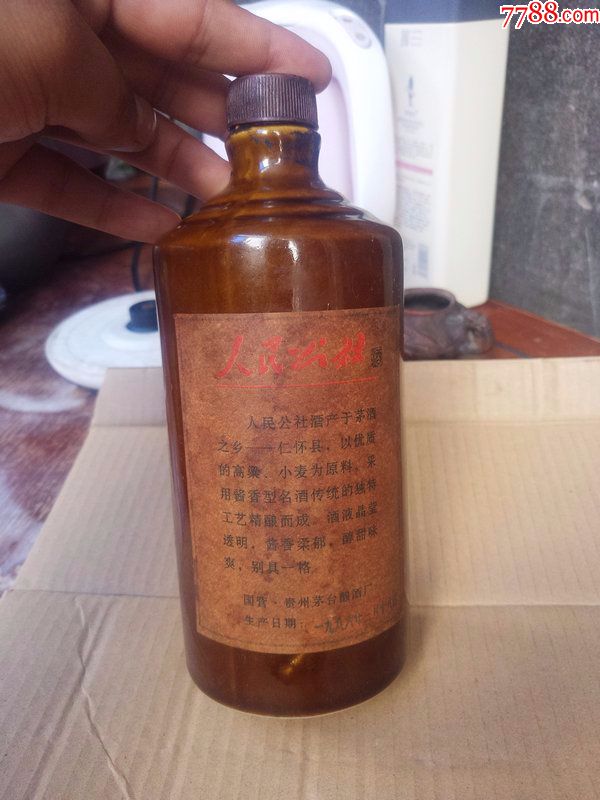 7788.com
人民公社
人民公社酒产于茅酒
之乡——仁怀县，以优质
的高粱、小麦为原料，采
用酱香型名酒传统的独特
工艺精酿而成。酒液晶莹
透明，酱香柔郁，醇甜味
爽，别具一格
国营·贵州茅台酿酒厂
生产日期：一九八六年